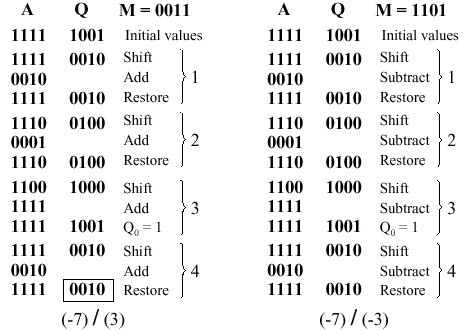 A Q M = 0011
1111 1001 Initial values
1111 0010 Shift
0010 Add 1
1111 0010 Restore
1110 0100 Shift
0001 Add 2
1110 0100 Restore
1100 1000 Shift
1111 Add 3
1111 1001 Q0 = 1
1111 0010 Shift
0010 Add 4
1111 0010 Restore
(-7) / (3)
A Q M = 1101
1111 1001 Initial values
1111 0010 Shift
0010 Subtract 1
1111 0010 Restore
1110 0100 Shift
0001 Subtract 2
1110 0100 Restore
1100 1000 Shift
1111 Subtract 3
1111 1001 Q0 = 1
1111 0010 Shift
0010 Subtract 4
1111 0010 Restore
(-7) / (-3)